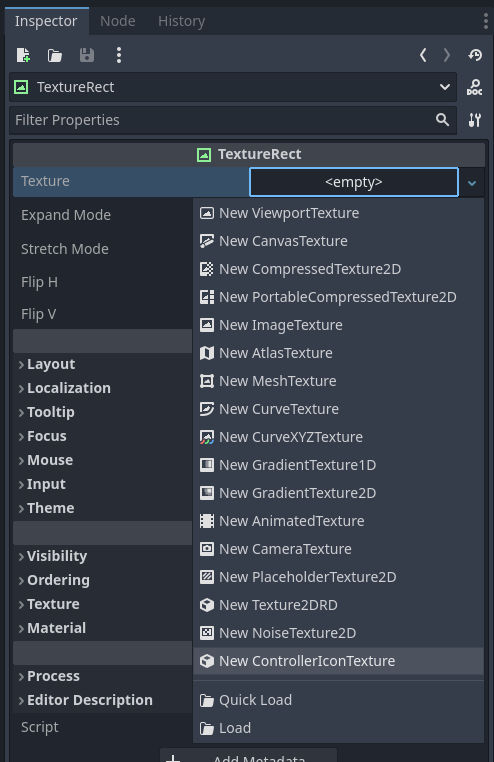 Inspector Node History
TextureRect
DOC
Filter Properties
TextureRect
Texture <empty>
Expand Mode
Stretch Mode
Flip H
Flip V
Layout
Localization
Tooltip
Focus
Mouse
Input
Theme
Visibility
Ordering
Texture
Material
Process
Editor Description
Script
New ViewportTexture
New CanvasTexture
New CompressedTexture2D
New PortableCompressedTexture2D
New ImageTexture
New AtlasTexture
New MeshTexture
New CurveTexture
New CurveXYZTexture
New GradientTexture1D
New GradientTexture2D
New AnimatedTexture
New CameraTexture
New PlaceholderTexture2D
New Texture2DRD
New NoiseTexture2D
New ControllerIconTexture
Quick Load
Load
Add Metadata